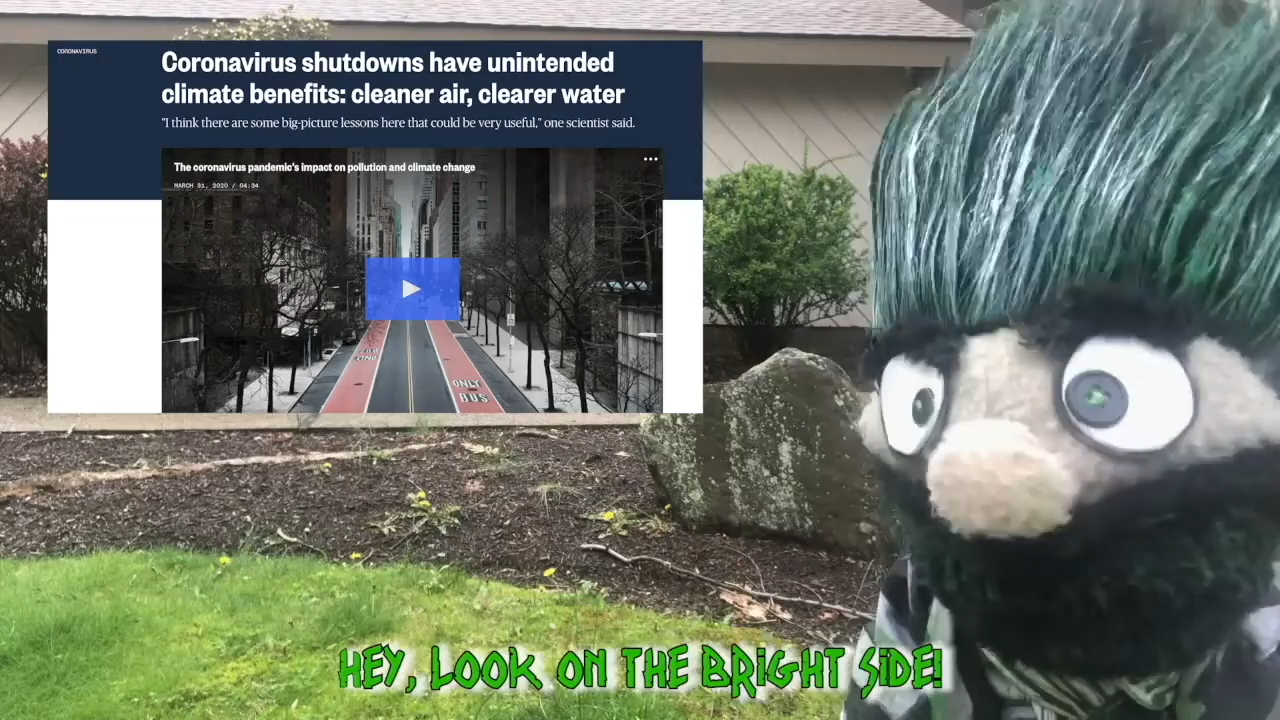 CORONAVIRUS
Coronavirus shutdowns have unintended
climate benefits: cleaner air, clearer water
"I think there are some big-picture lessons here that could be very useful," one scientist said.
The coronavirus pandemic's impact on pollution and climate change
MARCH 31, 2020 / 04:34
ONLY
BUS
HEY, LOOK ON THE BRIGHT SIDE!